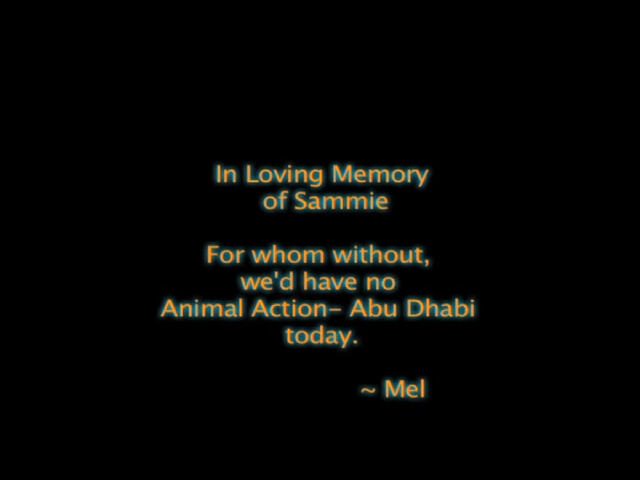 In Loving Memory
of Sammie
For whom without,
we'd have no
Animal Action- Abu Dhabi
today.
~ Mel